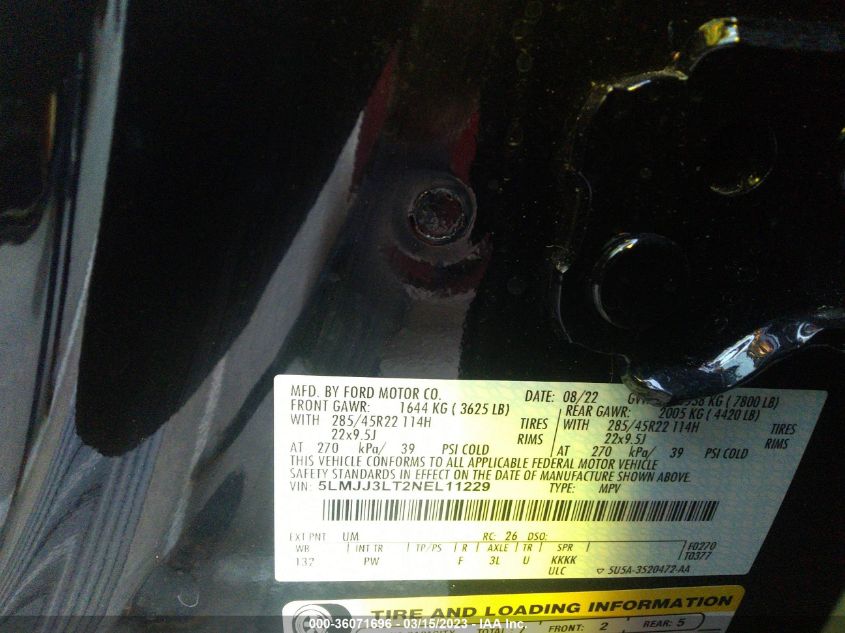 MFD. BY FORD MOTOR CO. DATE: 08/22 KG ( 7800 LB)
FRONT GAWR: 1644 KG ( 3625 LB) REAR GAWR: 2005 KG ( 4420 LB)
WITH 285/45R22 114H TIRES WITH 285/45R22 114H TIRES
22x9.5J RIMS 22x9.5J RIMS
AT 270 kPa/ 39 PSI COLD AT 270 kPa/ 39 PSI COLD
THIS VEHICLE CONFORMS TO ALL APPLICABLE FEDERAL MOTOR VEHICLE
SAFETY STANDARDS IN EFFECT ON THE DATE OF MANUFACTURE SHOWN ABOVE.
VIN: 5LMJJ3LT2NEL11229 TYPE: MPV
EXT PNT UM RC: 26 DSO:
WB INT TR TP/PS R AXLE TR SPR F0270
T0377
PW F 3L U KKKK
ULC 5U5A-3520472-AA
TIRE AND LOADING INFORMATION
FRONT: 2 REAR: 5
000-36071696 - 03/15/2023 - IAA Inc.